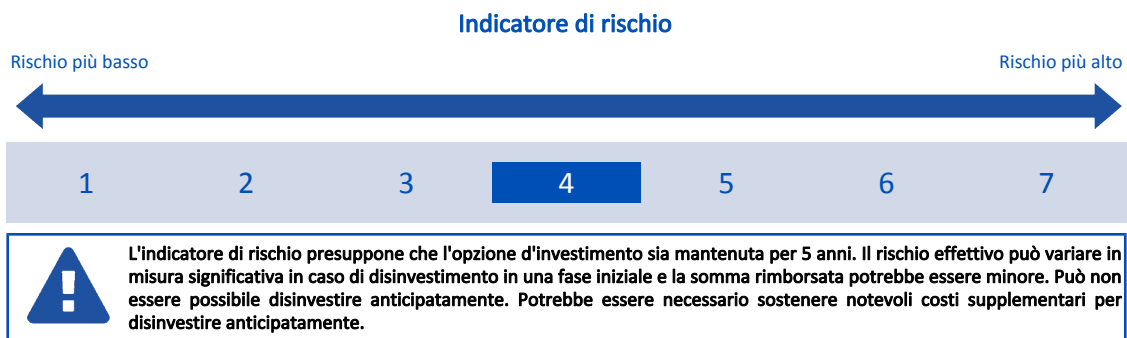 Indicatore di rischio
Rischio più basso
Rischio più alto
1 2 3 4 5 6 7
L'indicatore di rischio presuppone che l'opzione d'investimento sia mantenuta per 5 anni. Il rischio effettivo può variare in
misura significativa in caso di disinvestimento in una fase iniziale e la somma rimborsata potrebbe essere minore. Può non
essere possibile disinvestire anticipatamente. Potrebbe essere necessario sostenere notevoli costi supplementari per
disinvestire anticipatamente.